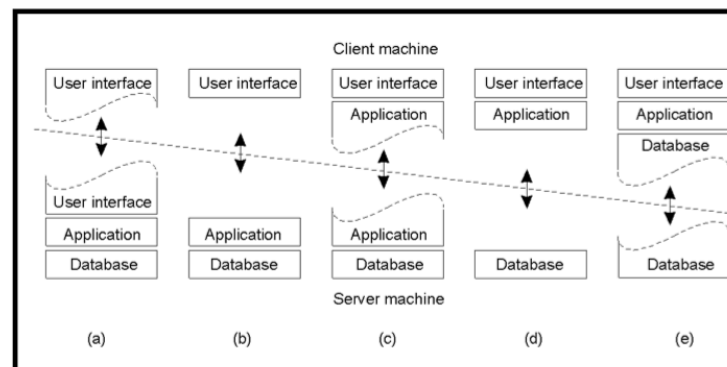 Client machine
User interface User interface User interface User interface User interface
Application Application Application
Database
User interface
Application Application Application
Database Database Database Database Database
Server machine
(a) (b) (c) (d) (e)